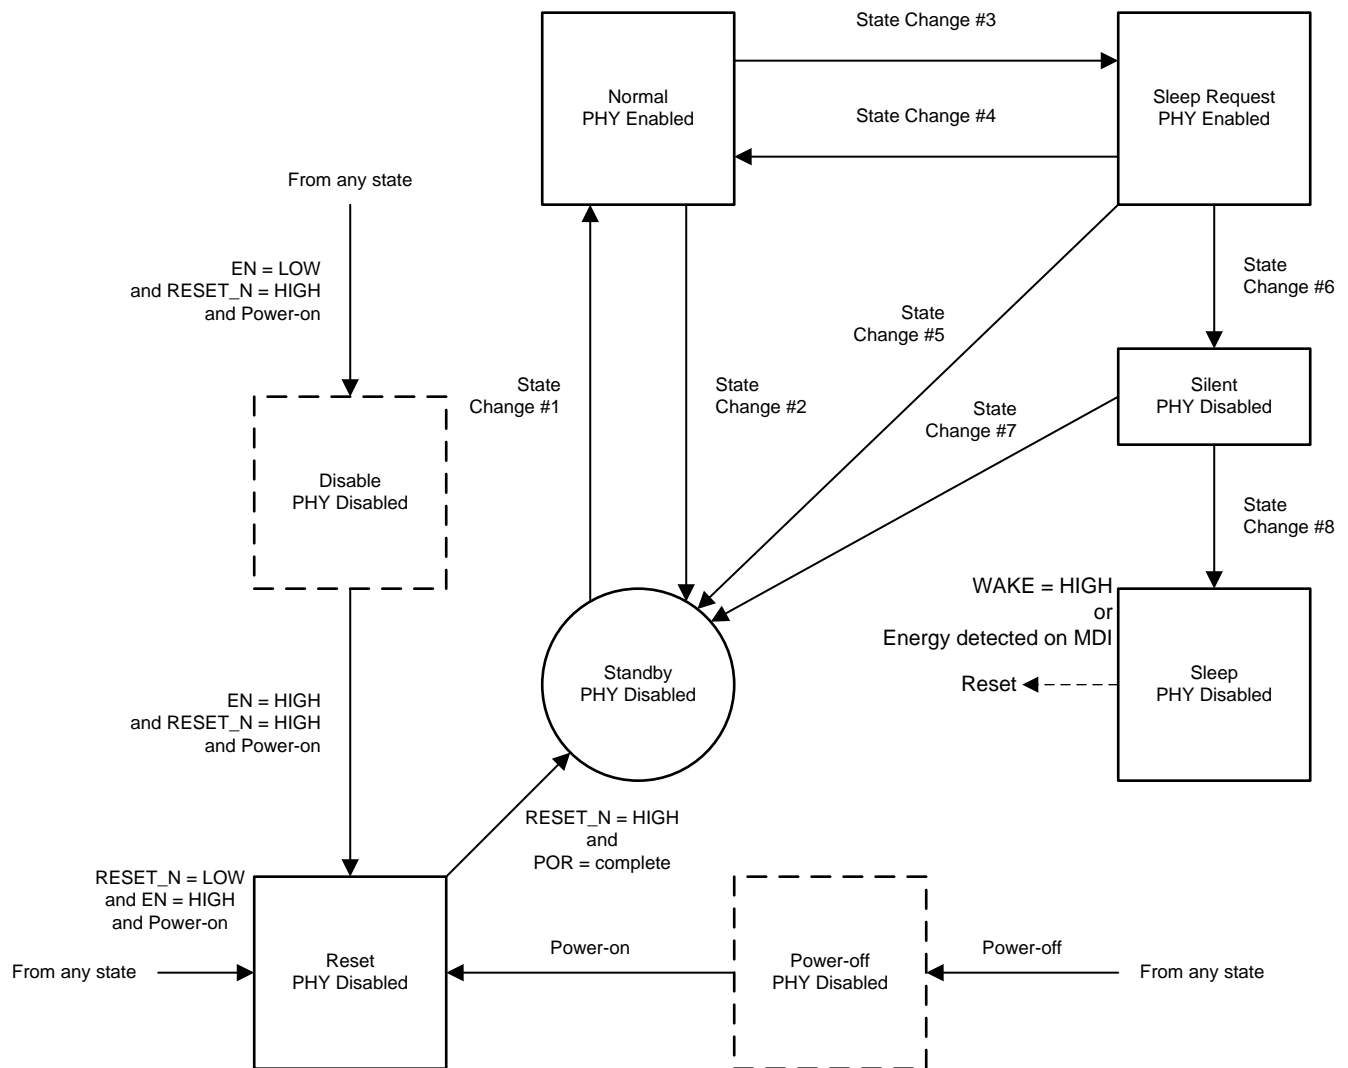 State Change #3
Normal
PHY Enabled
Sleep Request
PHY Enabled
State Change #4
From any state
EN = LOW
and RESET_N = HIGH
and Power-on
State
Change #6
State
Change #5
State
Change #1
State
Change #2
State
Change #7
Silent
PHY Disabled
Disable
PHY Disabled
State
Change #8
WAKE = HIGH
or
Energy detected on MDI
Reset
Sleep
PHY Disabled
Standby
PHY Disabled
EN = HIGH
and RESET_N = HIGH
and Power-on
RESET_N = HIGH
and
POR = complete
RESET_N = LOW
and EN = HIGH
and Power-on
From any state
Reset
PHY Disabled
Power-on
Power-off
PHY Disabled
Power-off
From any state